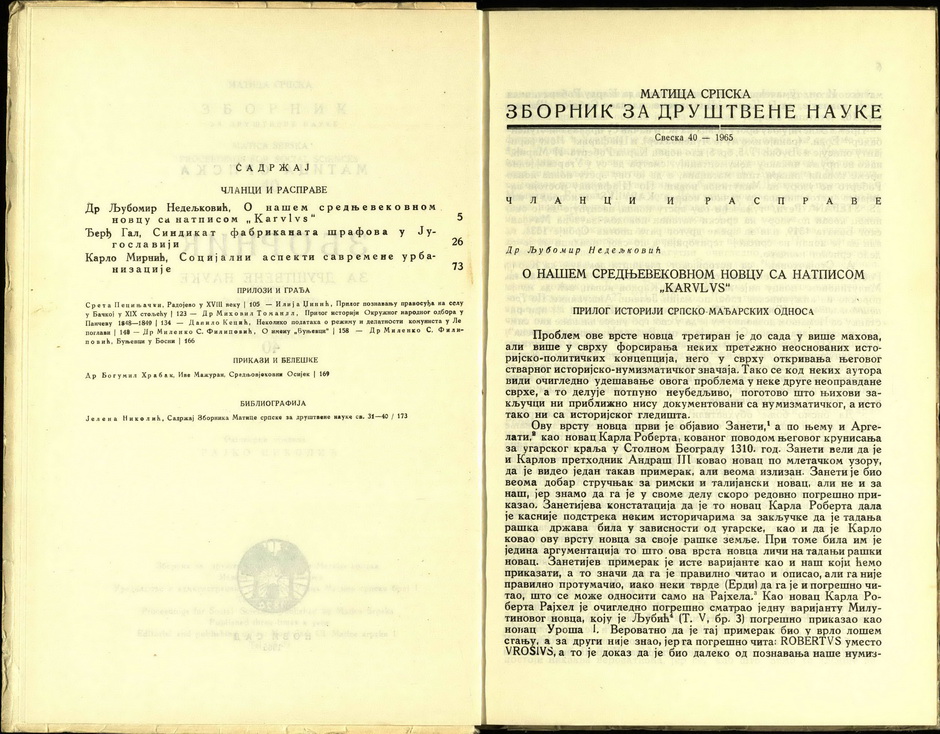 САДРЖАЈ
ЧЛАНЦИ И РАСПРАВЕ
Др Љубомир Недељковић, О нашем средњевековном
новцу са натписом „Karvlvs“ 5
Ђерђ Гал, Синдикат фабриканата шрафова у Ју-
гославији 26
Карло Мирнић, Социјални аспекти савремене урба-
низације 73
ПРИЛОЗИ И ГРАЂА
Срета Пецињачки, Радојево у XVIII веку | 105 — Илија Џинић, Прилог познавању правосуђа на селу
у Бачкој у XIX стољећу | 123 — Др Миховил Томандл, Прилог историји Окружног народног одбора у
Панчеву 1848—1849 | 134 — Данило Кецић, Неколико података о режиму и делатности комуниста у Ле
поглави | 148 — Др Миленко С. Филиповић, О имену „Буњевци“ | 158 — Др Миленко С. Фили-
повић, Буњевци у Босни | 166
ПРИКАЗИ И БЕЛЕШКЕ
Др Богумил Храбак, Иве Мажуран, Средњовјековни Осијек | 169
БИБЛИОГРАФИЈА
Јелена Николић, Садржај Зборника Матице српске за друштвене науке св. 31—40 / 173
МАТИЦА СРПСКА
ЗБОРНИК ЗА ДРУШТВЕНЕ НАУКЕ
Свеска 40 — 1965
ЧЛАНЦИ И РАСПРАВЕ
Др Љубомир Недељковић
О НАШЕМ СРЕДЊЕВЕКОВНОМ НОВЦУ СА НАТПИСОМ
„KARVLVS“
ПРИЛОГ ИСТОРИЈИ СРПСКО-МАЂАРСКИХ ОДНОСА
Проблем ове врсте новца третиран је до сада у више махова,
али више у сврху форсирања неких претежно неоснованих исто-
ријско-политичких концепција, него у сврху откривања његовог
стварног историјско-нумизматичког значаја. Тако се код неких аутора
види очигледно удешавање овога проблема у неке друге неоправдане
сврхе, а то делује потпуно неубедљиво, поготово што њихови за-
кључци ни приближно нису документовани са нумизматичког, а исто
тако ни са историјског гледишта.
Ову врсту новца први је објавио Занети,¹ а по њему и Арге-
лати,² као новац Карла Роберта, кованог поводом његовог крунисања
за угарског краља у Столном Београду 1310. год. Занети вели да је
и Карлов претходник Андраш III ковао новац по млетачком узору,
да је видео један такав примерак, али веома излизан. Занети је био
веома добар стручњак за римски и талијански новац, али не и за
наш, јер знамо да га је у своме делу скоро редовно погрешно при-
казао. Занетијева констатација да је то новац Карла Роберта дала
је касније подстрека неким историчарима за закључке да је тадања
рашка држава била у зависности од угарске, као и да је Карло
ковао ову врсту новца за своје рашке земље. При томе била им је
једина аргументација то што ова врста новца личи на тадањи рашки
новац. Занетијев примерак је исте варијанте као и наш који ћемо
приказати, а то значи да га је правилно читао и описао, али га није
правилно протумачио, иако неки тврде (Ерди) да га је и погрешно чи-
тао, што се може односити само на Рајхела.³ Као новац Карла Ро-
берта Рајхел је очигледно погрешно сматрао једну варијанту Милу-
тиновог новца, коју је Љубић⁴ (Т. V, бр. 3) погрешно приказао као
новац Уроша I. Вероватно да је тај примерак био у врло лошем
стању, а за други није знао, јер га погрешно чита: ROBERTVS уместо
VROSIVS, а то је доказ да је био далеко од познавања наше нумиз-